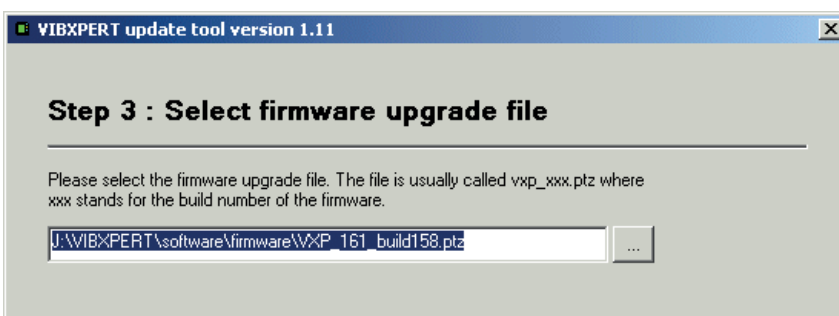 VIBXPERT update tool version 1.11
Step 3 : Select firmware upgrade file
Please select the firmware upgrade file. The file is usually called vxp_xxx.ptz where
xxx stands for the build number of the firmware.
J:\VIBXPERT\software\firmware\VXP_161_build158.ptz
...